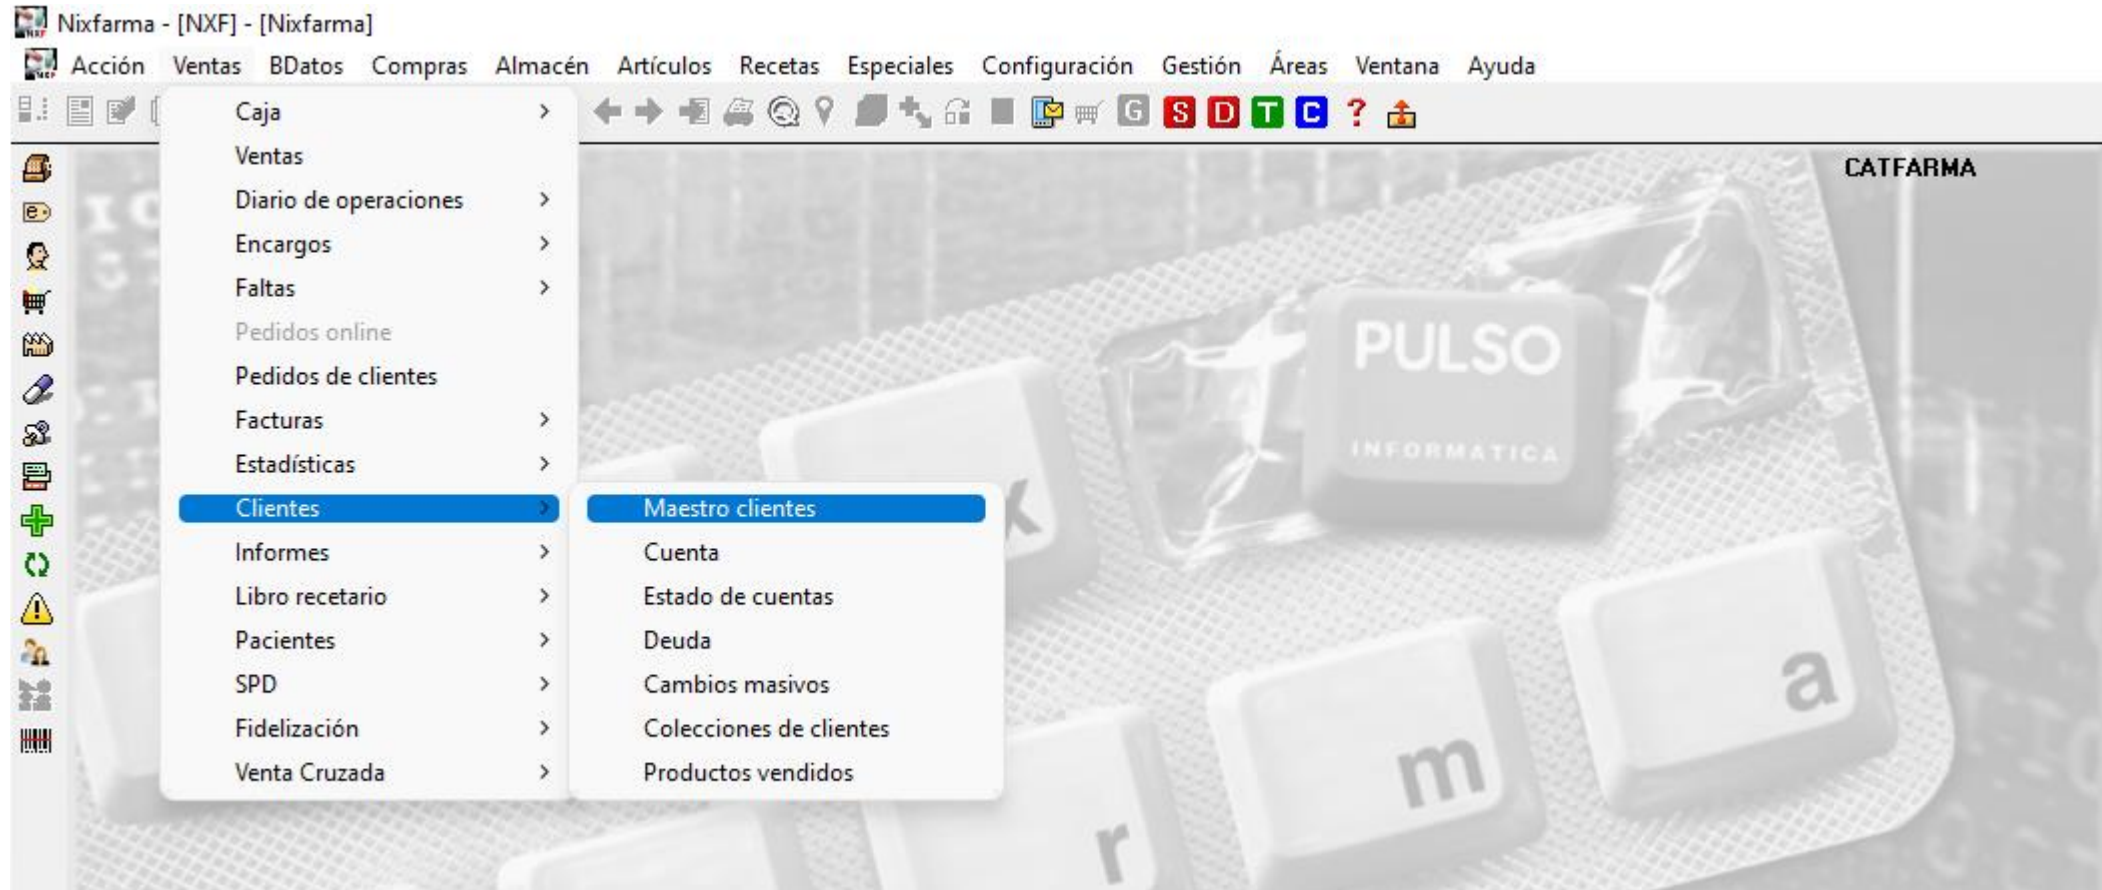 Nixfarma - [NXF] - [Nixfarma]
Acción Ventas BDatos Compras Almacén Artículos Recetas Especiales Configuración Gestión Áreas Ventana Ayuda
G S D T C ?
CATFARMA
Caja
Ventas
Diario de operaciones
Encargos
Faltas
Pedidos online
Pedidos de clientes
Facturas
Estadísticas
Clientes
Informes
Libro recetario
Pacientes
SPD
Fidelización
Venta Cruzada
Maestro clientes
Cuenta
Estado de cuentas
Deuda
Cambios masivos
Colecciones de clientes
Productos vendidos
PULSO
INFORMATICA
x
r
m
a